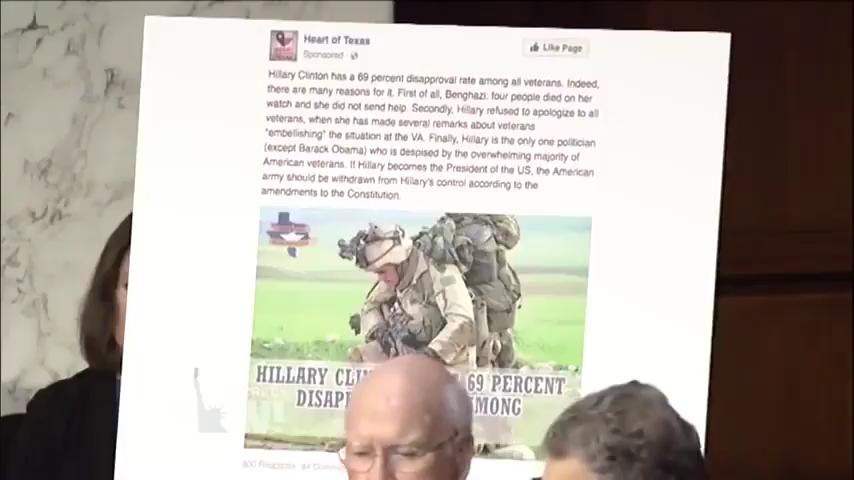 Heart of Texas
Sponsored
Like Page
Hillary Clinton has a 69 percent disapproval rate among all veterans. Indeed,
there are many reasons for it. First of all, Benghazi: four people died on her
watch and she did not send help. Secondly, Hillary refused to apologize to all
veterans, when she has made several remarks about veterans
"embellishing" the situation at the VA. Finally, Hillary is the only one politician
(except Barack Obama) who is despised by the overwhelming majority of
American veterans. If Hillary becomes the President of the US, the American
army should be withdrawn from Hillary's control according to the
amendments to the Constitution.
HILLARY 69 PERCENT
800 Reactions